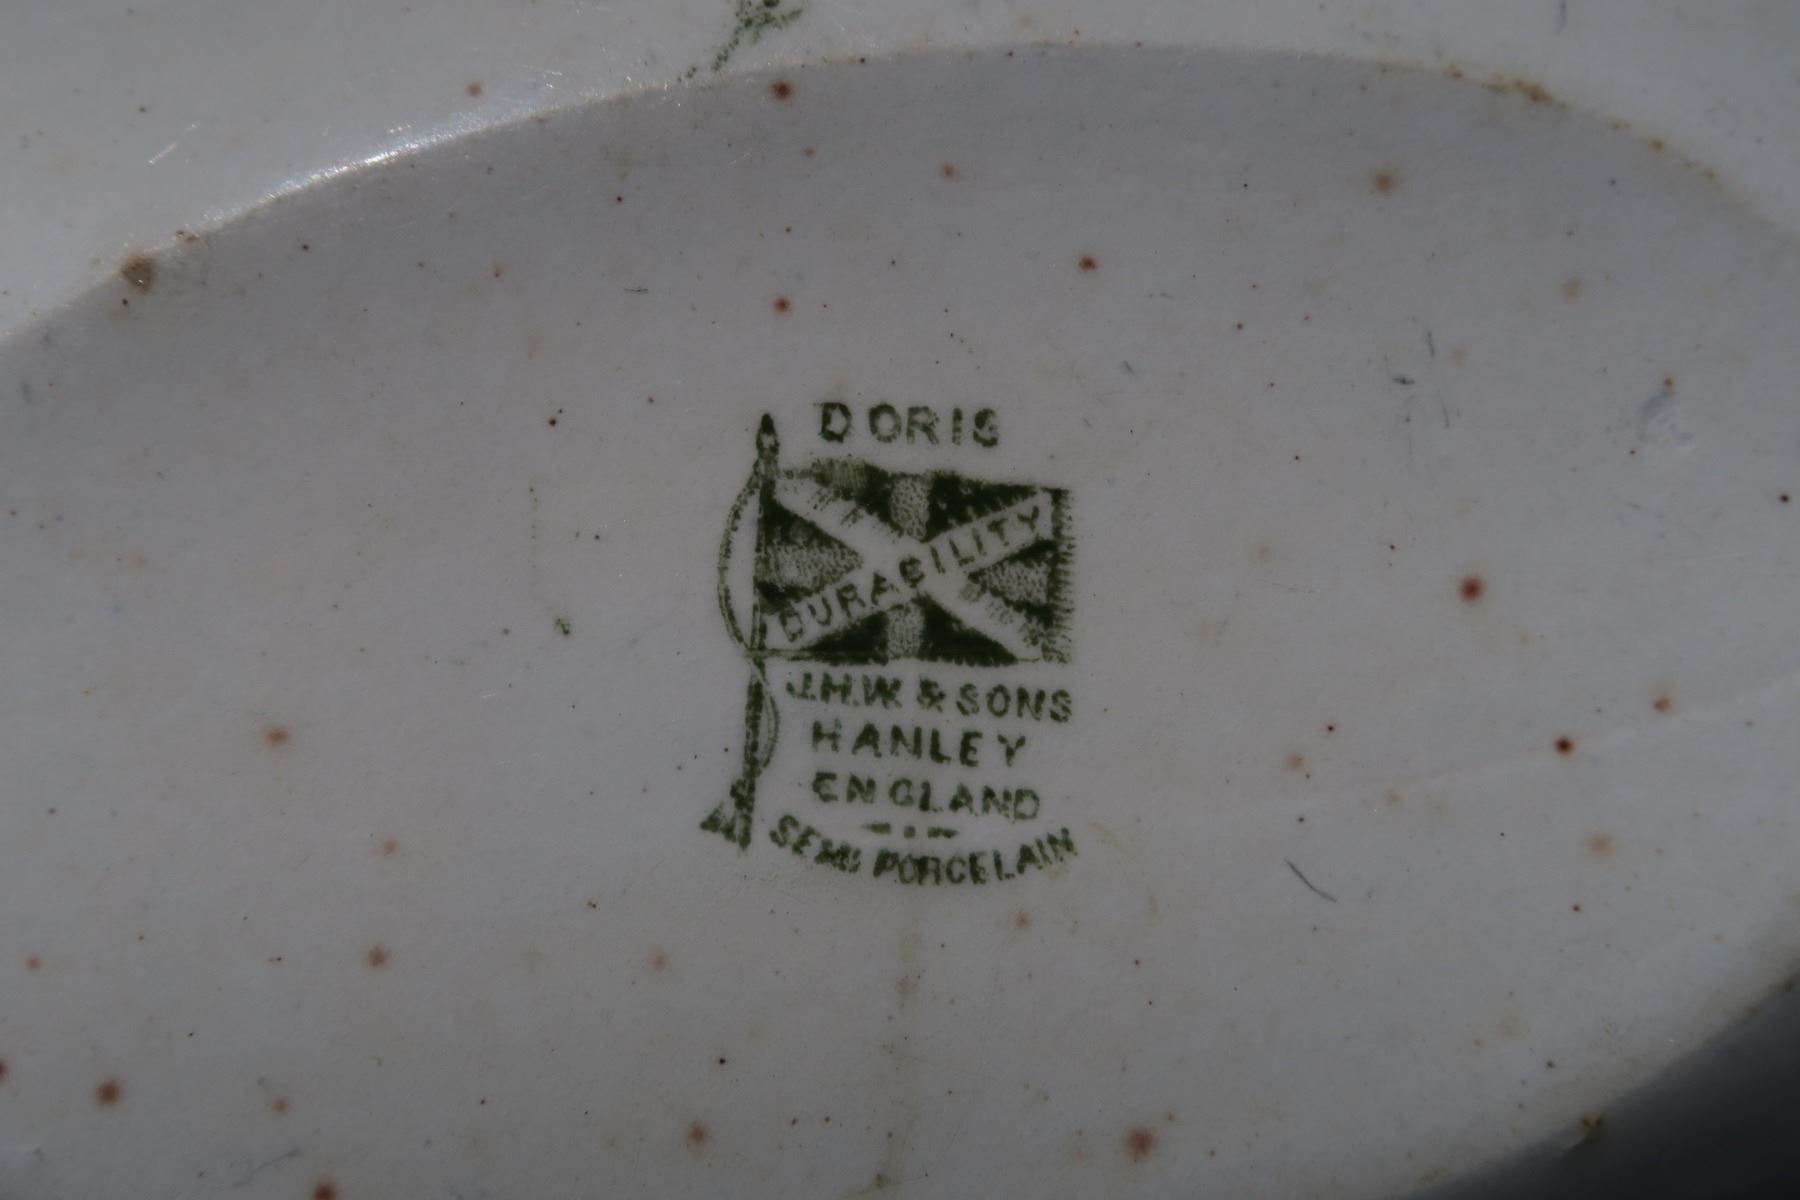 DORIS
DURABILITY
J.H.W. & SONS
HANLEY
ENGLAND
SEMI PORCELAIN